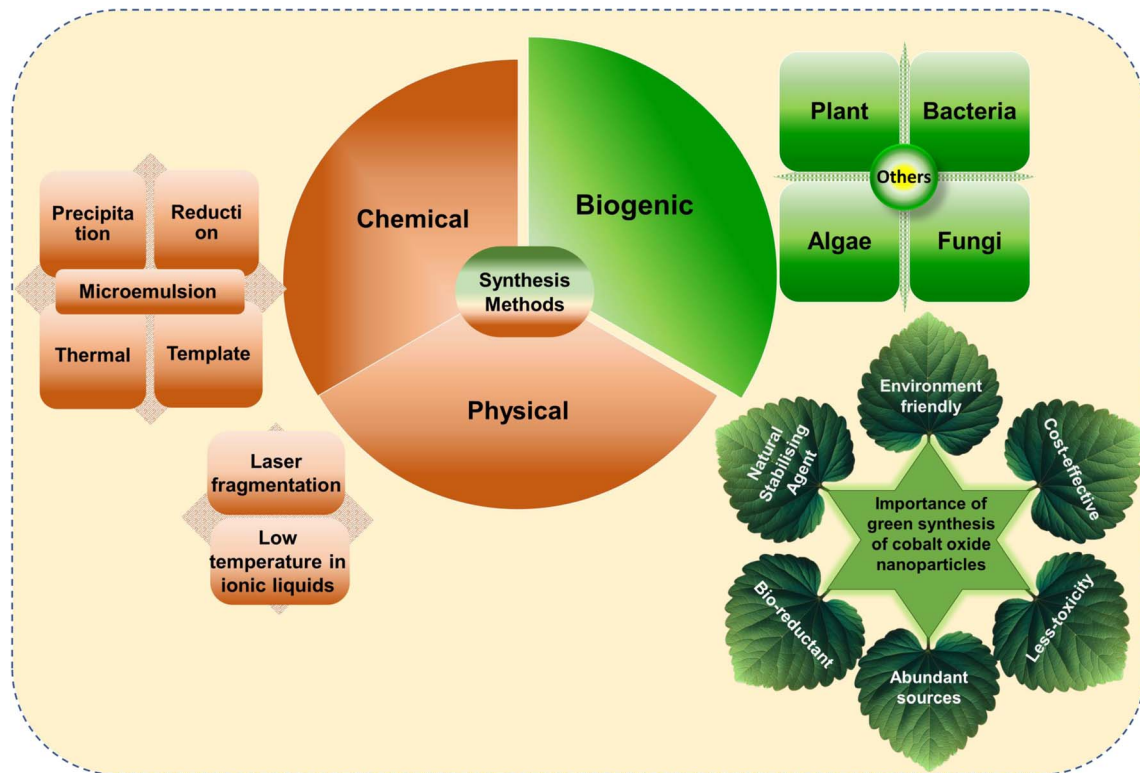 Chemical
Biogenic
Physical
Synthesis
Methods
Precipita
tion
Reducti
on
Microemulsion
Thermal
Template
Laser
fragmentation
Low
temperature in
ionic liquids
Plant
Bacteria
Others
Algae
Fungi
Environment
friendly
Cost-effective
Less-toxicity
Abundant
sources
Bio-reductant
Natural
Stabilising
Agent
Importance of
green synthesis
of cobalt oxide
nanoparticles